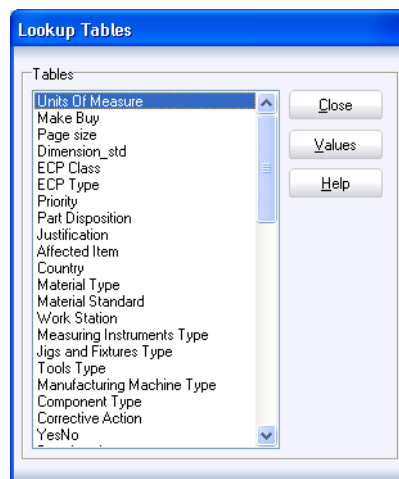 Lookup Tables
Tables
Units Of Measure
Make Buy
Page size
Dimension_std
ECP Class
ECP Type
Priority
Part Disposition
Justification
Affected Item
Country
Material Type
Material Standard
Work Station
Measuring Instruments Type
Jigs and Fixtures Type
Tools Type
Manufacturing Machine Type
Component Type
Corrective Action
YesNo
Close
Values
Help